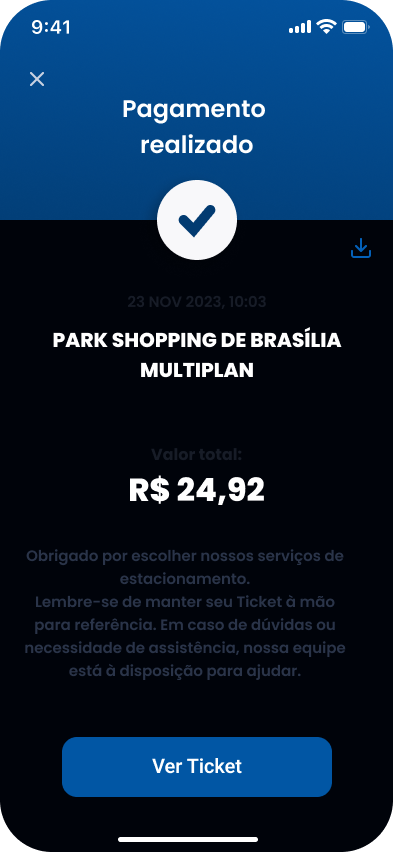 9:41
Pagamento
realizado
23 NOV 2023, 10:03
PARK SHOPPING DE BRASÍLIA
MULTIPLAN
Valor total:
R$ 24,92
Obrigado por escolher nossos serviços de
estacionamento.
Lembre-se de manter seu Ticket à mão
para referência. Em caso de dúvidas ou
necessidade de assistência, nossa equipe
está à disposição para ajudar.
Ver Ticket